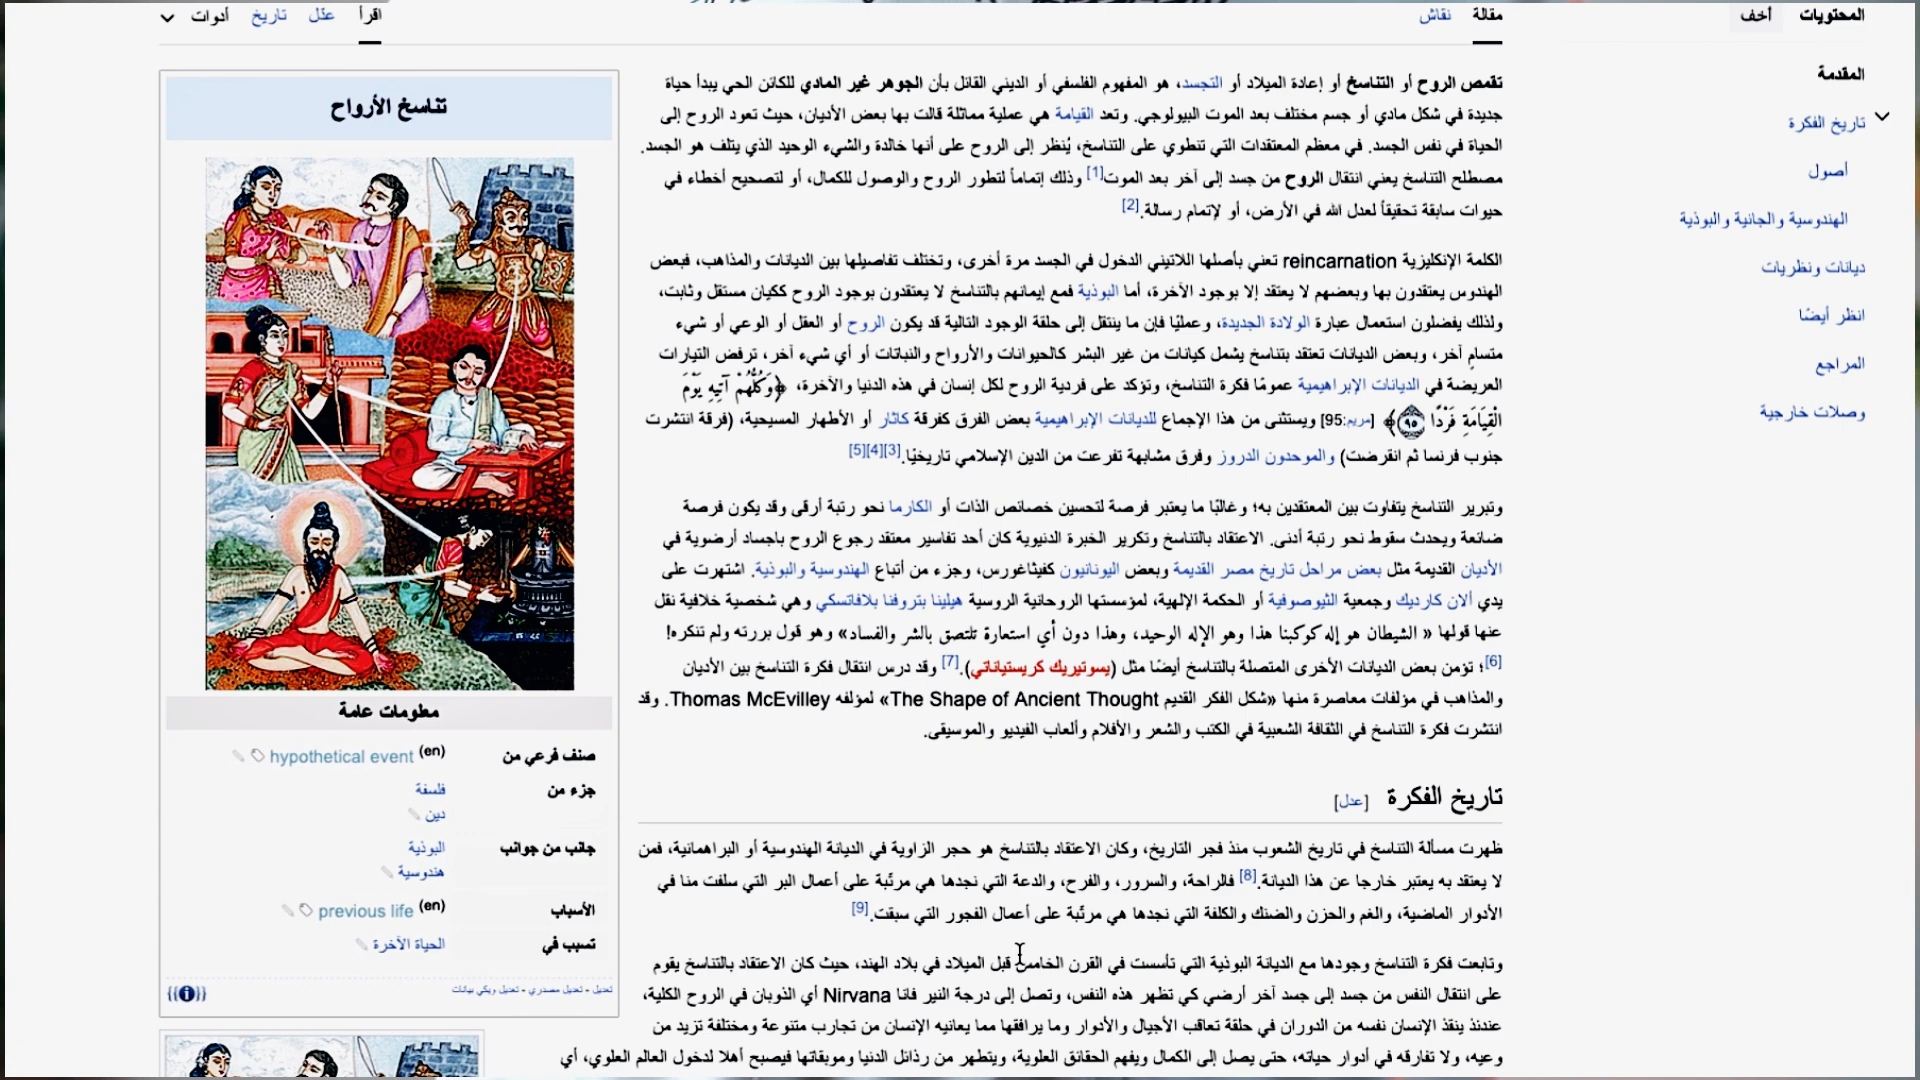 المحتويات أخف
المقدمة
تاريخ الفكرة
أصول
الهندوسية والجانية والبوذية
ديانات ونظريات
انظر أيضًا
المراجع
وصلات خارجية
مقالة نقاش
اقرأ عدّل تاريخ أدوات
تقمص الروح أو التناسخ أو إعادة الميلاد أو التجسد، هو المفهوم الفلسفي أو الديني القائل بأن الجوهر غير المادي للكائن الحي يبدأ حياة
جديدة في شكل مادي أو جسم مختلف بعد الموت البيولوجي. وتعد القيامة هي عملية مماثلة قالت بها بعض الأديان، حيث تعود الروح إلى
الحياة في نفس الجسد. في معظم المعتقدات التي تنطوي على التناسخ، يُنظر إلى الروح على أنها خالدة والشيء الوحيد الذي يتلف هو الجسد.
مصطلح التناسخ يعني انتقال الروح من جسد إلى آخر بعد الموت[1] وذلك إتماماً لتطور الروح والوصول للكمال، أو لتصحيح أخطاء في
حيوات سابقة تحقيقاً لعدل الله في الأرض، أو لإتمام رسالة.[2]
الكلمة الإنكليزية reincarnation تعني بأصلها اللاتيني الدخول في الجسد مرة أخرى، وتختلف تفاصيلها بين الديانات والمذاهب، فبعض
الهندوس يعتقدون بها وبعضهم لا يعتقد إلا بوجود الآخرة، أما البوذية فمع إيمانهم بالتناسخ لا يعتقدون بوجود الروح ككيان مستقل وثابت،
ولذلك يفضلون استعمال عبارة الولادة الجديدة، وعمليًا فإن ما ينتقل إلى حلقة الوجود التالية قد يكون الروح أو العقل أو الوعي أو شيء
متسامٍ آخر، وبعض الديانات تعتقد بتناسخ يشمل كيانات من غير البشر كالحيوانات والأرواح والنباتات أو أي شيء آخر، ترفض التيارات
العريضة في الديانات الإبراهيمية عمومًا فكرة التناسخ، وتؤكد على فردية الروح لكل إنسان في هذه الدنيا والآخرة، ﴿وَكُلُّهُمْ آتِيهِ يَوْمَ
الْقِيَامَةِ فَرْدًا ٩٥﴾ [مريم:95] ويستثنى من هذا الإجماع للديانات الإبراهيمية بعض الفرق كفرقة كاثار أو الأطهار المسيحية، (فرقة انتشرت
جنوب فرنسا ثم انقرضت) والموحدون الدروز وفرق مشابهة تفرعت من الدين الإسلامي تاريخيًا.[3][4][5]
وتبرير التناسخ يتفاوت بين المعتقدين به؛ وغالبًا ما يعتبر فرصة لتحسين خصائص الذات أو الكارما نحو رتبة أرقى وقد يكون فرصة
ضائعة ويحدث سقوط نحو رتبة أدنى. الاعتقاد بالتناسخ وتكرير الخبرة الدنيوية كان أحد تفاسير معتقد رجوع الروح باجساد أرضوية في
الأديان القديمة مثل بعض مراحل تاريخ مصر القديمة وبعض اليونانيون كفيثاغورس، وجزء من أتباع الهندوسية والبوذية. اشتهرت على
يدي ألان كارديك وجمعية الثيوصوفية أو الحكمة الإلهية، لمؤسستها الروحانية الروسية هيلينا بتروفنا بلافاتسكي وهي شخصية خلافية نقل
عنها قولها « الشيطان هو إله كوكبنا هذا وهو الإله الوحيد، وهذا دون أي استعارة تلتصق بالشر والفساد» وهو قول بررته ولم تنكره!
[6]؛ تؤمن بعض الديانات الأخرى المتصلة بالتناسخ أيضًا مثل (يسوتيريك كريستياناتي).[7] وقد درس انتقال فكرة التناسخ بين الأديان
والمذاهب في مؤلفات معاصرة منها «شكل الفكر القديم The Shape of Ancient Thought» لمؤلفه Thomas McEvilley. وقد
انتشرت فكرة التناسخ في الثقافة الشعبية في الكتب والشعر والأفلام وألعاب الفيديو والموسيقى.
تاريخ الفكرة [عدل]
ظهرت مسألة التناسخ في تاريخ الشعوب منذ فجر التاريخ، وكان الاعتقاد بالتناسخ هو حجر الزاوية في الديانة الهندوسية أو البراهمانية، فمن
لا يعتقد به يعتبر خارجا عن هذا الديانة.[8] فالراحة، والسرور، والفرح، والدعة التي نجدها هي مرتّبة على أعمال البر التي سلفت منا في
الأدوار الماضية، والغم والحزن والضنك والكلفة التي نجدها هي مرتّبة على أعمال الفجور التي سبقت.[9]
وتابعت فكرة التناسخ وجودها مع الديانة البوذية التي تأسست في القرن الخامس قبل الميلاد في بلاد الهند، حيث كان الاعتقاد بالتناسخ يقوم
على انتقال النفس من جسد إلى جسد آخر أرضي كي تظهر هذه النفس، وتصل إلى درجة النير فانا Nirvana أي الذوبان في الروح الكلية،
عندئذ ينقذ الإنسان نفسه من الدوران في حلقة تعاقب الأجيال والأدوار وما يرافقها مما يعانيه الإنسان من تجارب متنوعة ومختلفة تزيد من
وعيه، ولا تفارقه في أدوار حياته، حتى يصل إلى الكمال ويفهم الحقائق العلوية، ويتطهر من رذائل الدنيا وموبقاتها فيصبح أهلا لدخول العالم العلوي، أي
تناسخ الأرواح
معلومات عامة
صنف فرعي من hypothetical event (en)
جزء من فلسفة
دين
جانب من جوانب البوذية
هندوسية
الأسباب previous life (en)
تسبب في الحياة الآخرة
تعديل - تعديل مصدري - تعديل ويكي بيانات